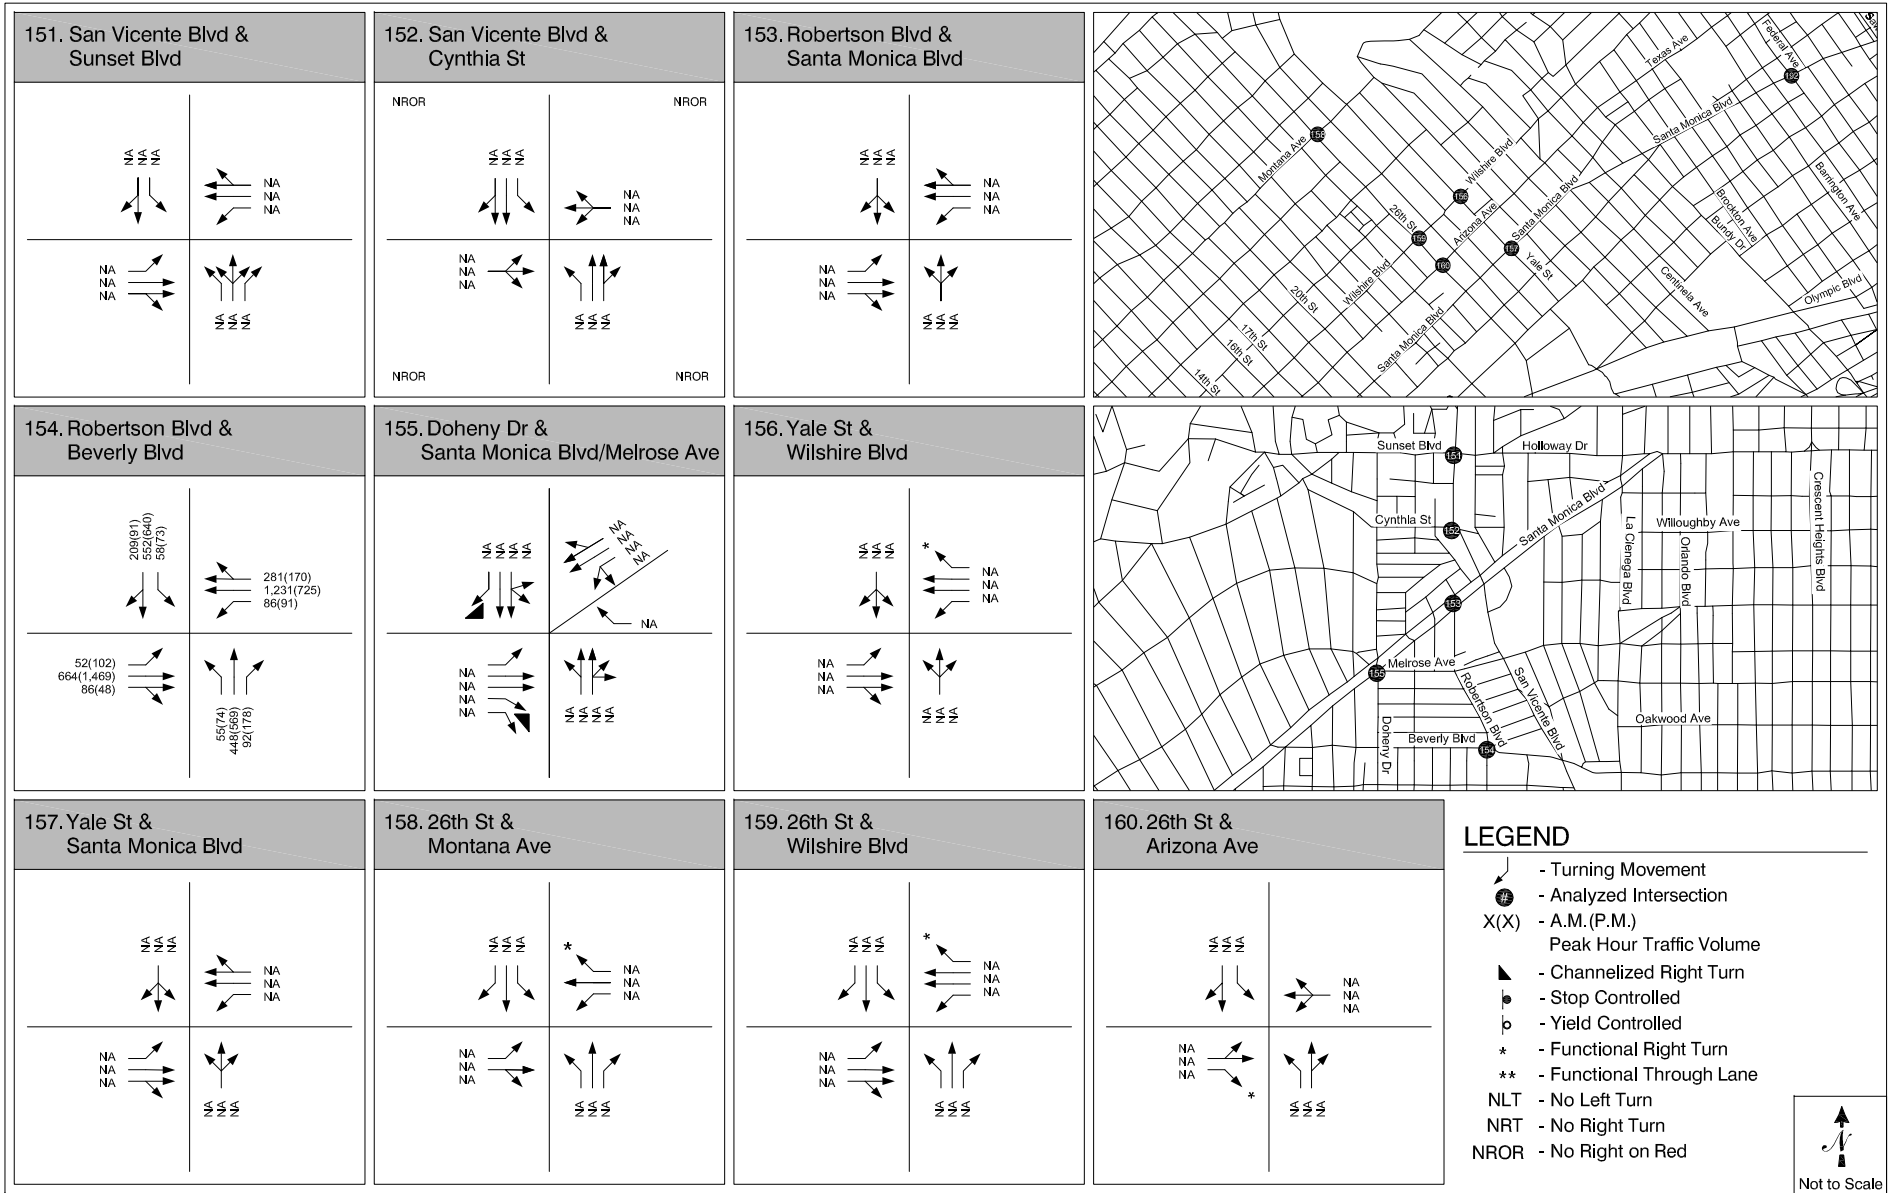 151. San Vicente Blvd &
Sunset Blvd
NA NA NA
NA
NA
NA
NA
NA
NA
NA NA NA
152. San Vicente Blvd &
Cynthia St
NROR
NROR
NA NA NA
NA
NA
NA
NA
NA
NA
NA NA NA
NROR
NROR
153. Robertson Blvd &
Santa Monica Blvd
NA NA NA
NA
NA
NA
NA
NA
NA
NA NA NA
Federal Ave
Texas Ave
192
Santa Monica Blvd
158
Montana Ave
Wilshire Blvd
156
Barrington Ave
Brockton Ave
Bundy Dr
26th St
Arizona Ave
Santa Monica Blvd
159
157
160
Yale St
Wilshire Blvd
Centinela Ave
Olympic Blvd
20th St
17th St
16th St
14th St
Santa Monica Blvd
154. Robertson Blvd &
Beverly Blvd
209(91)
552(640)
58(73)
281(170)
1,231(725)
86(91)
52(102)
664(1,469)
86(48)
55(74)
448(569)
92(178)
155. Doheny Dr &
Santa Monica Blvd/Melrose Ave
NA NA NA NA
NA
NA
NA
NA
NA
NA
NA
NA
NA
NA
NA NA NA NA
156. Yale St &
Wilshire Blvd
NA NA NA
*
NA
NA
NA
NA
NA
NA
NA NA NA
Sunset Blvd
151
Holloway Dr
Cynthia St
152
Santa Monica Blvd
La Cienega Blvd
Willoughby Ave
Orlando Blvd
Crescent Heights Blvd
153
Melrose Ave
155
Robertson Blvd
San Vicente Blvd
Oakwood Ave
Doheny Dr
Beverly Blvd
154
157. Yale St &
Santa Monica Blvd
NA NA NA
NA
NA
NA
NA
NA
NA
NA NA NA
158. 26th St &
Montana Ave
NA NA NA
*
NA
NA
NA
NA
NA
NA
NA NA NA
159. 26th St &
Wilshire Blvd
NA NA NA
*
NA
NA
NA
NA
NA
NA
NA NA NA
160. 26th St &
Arizona Ave
NA NA NA
NA
NA
NA
NA
NA
NA
*
NA NA NA
LEGEND
- Turning Movement
# - Analyzed Intersection
X(X) - A.M.(P.M.)
Peak Hour Traffic Volume
- Channelized Right Turn
- Stop Controlled
- Yield Controlled
* - Functional Right Turn
** - Functional Through Lane
NLT - No Left Turn
NRT - No Right Turn
NROR - No Right on Red
N
Not to Scale